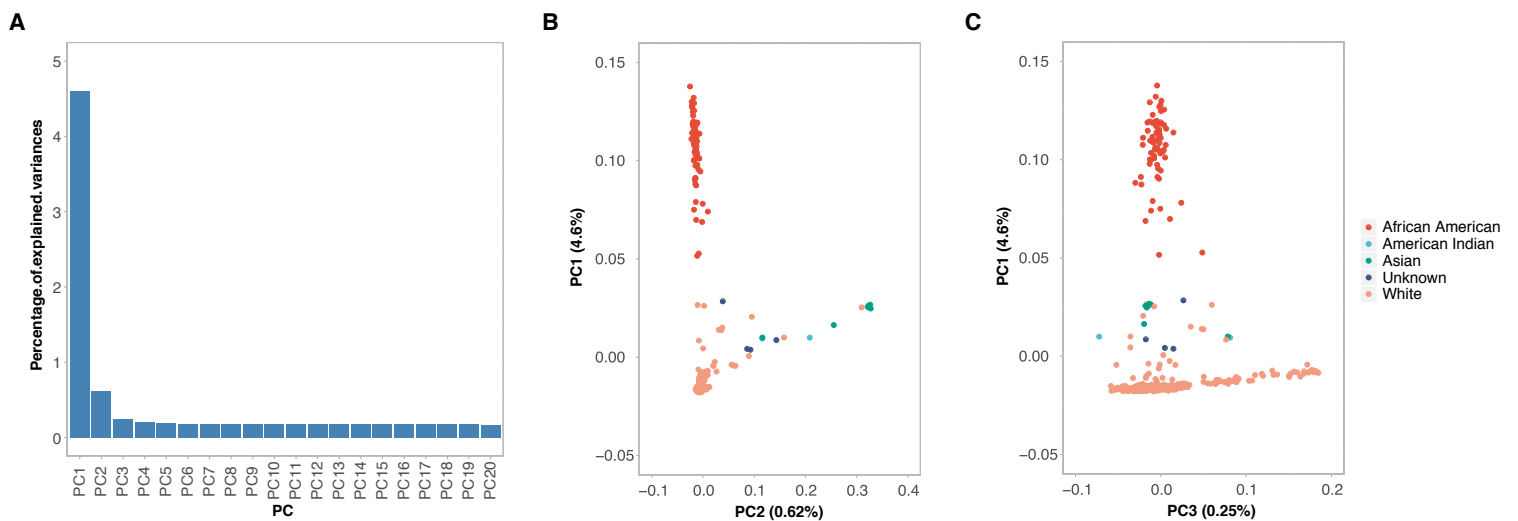 A
Percentage.of.explained.variances
5
4
3
2
1
0
PC1 PC2 PC3 PC4 PC5 PC6 PC7 PC8 PC9 PC10 PC11 PC12 PC13 PC14 PC15 PC16 PC17 PC18 PC19 PC20
PC
B
PC1 (4.6%)
0.15
0.10
0.05
0.00
−0.05
−0.1 0.0 0.1 0.2 0.3 0.4
PC2 (0.62%)
C
PC1 (4.6%)
0.15
0.10
0.05
0.00
−0.05
−0.1 0.0 0.1 0.2
PC3 (0.25%)
African American
American Indian
Asian
Unknown
White